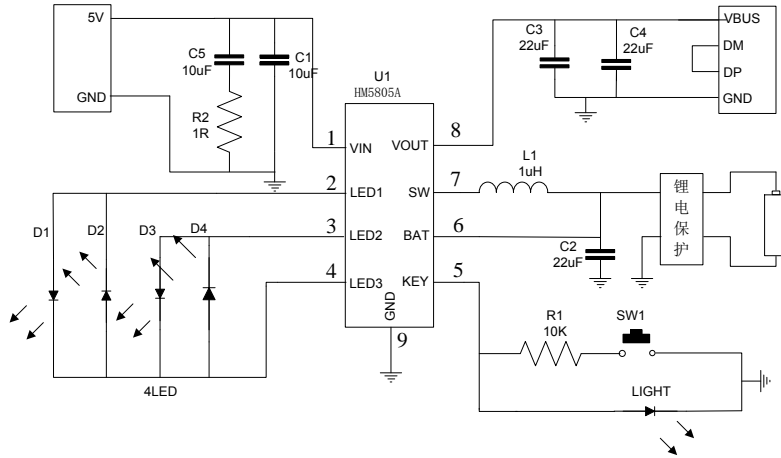 5V
GND
C5
10uF
C1
10uF
R2
1R
U1
HM5805A
1
VIN
2
LED1
3
LED2
4
LED3
VOUT
8
SW
7
BAT
6
KEY
5
GND
9
D1
D2
D3
D4
4LED
C3
22uF
C4
22uF
VBUS
DM
DP
GND
L1
1uH
C2
22uF
锂
电
保
护
R1
10K
SW1
LIGHT